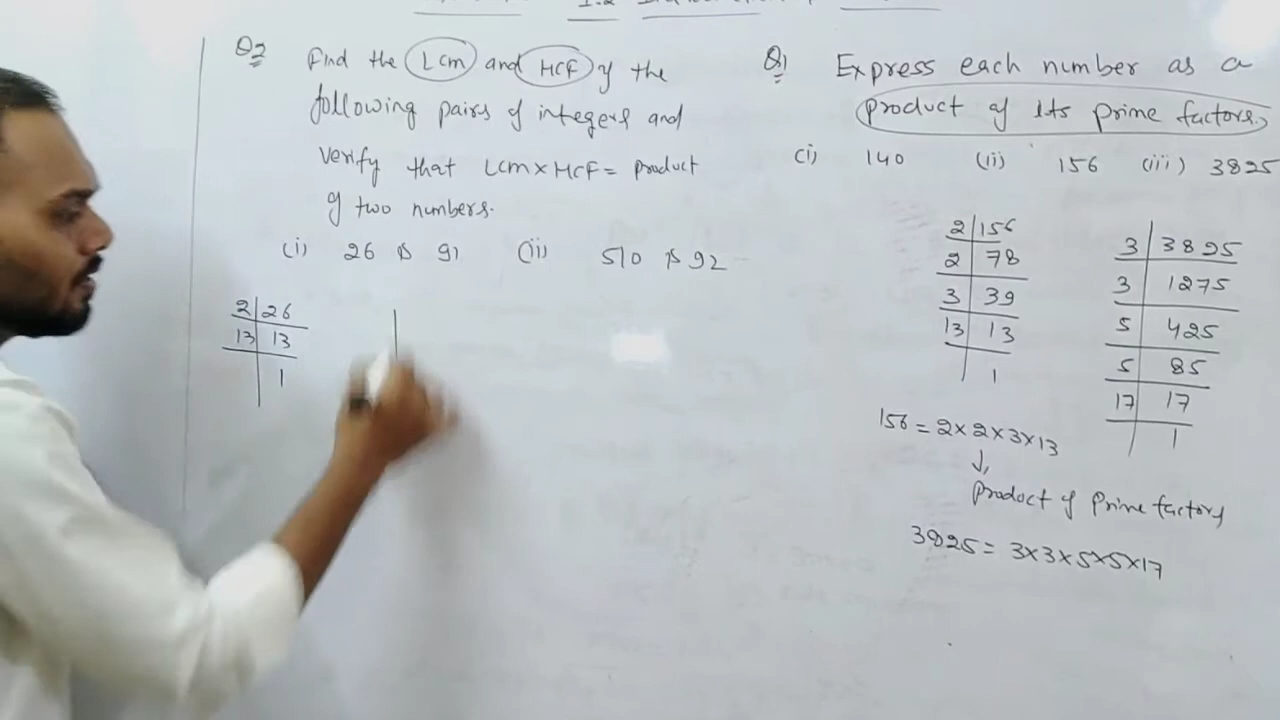 Q2 Find the LCM and HCF of the
following pairs of integers and
Verify that LCM×HCF = product
of two numbers.
(i) 26 & 91 (ii) 510 & 92
2 26
13 13
1
Q1 Express each number as a
product of its prime factors.
(i) 140 (ii) 156 (iii) 3825
2 156
2 78
3 39
13 13
1
3 3825
3 1275
5 425
5 85
17 17
1
156 = 2×2×3×13
↓
Product of Prime factors
3825 = 3×3×5×5×17